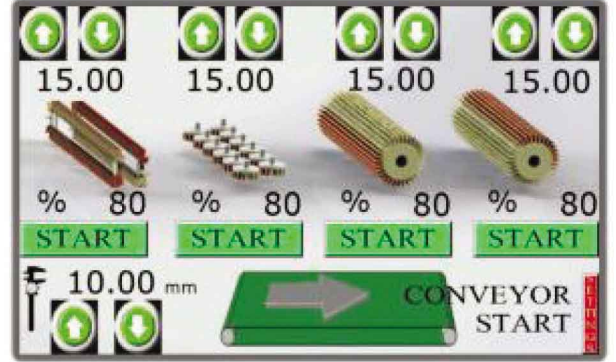 15.00 15.00 15.00 15.00
% 80 % 80 % 80 % 80
START START START START
10.00 mm
CONVEYOR
START
SETTINGS